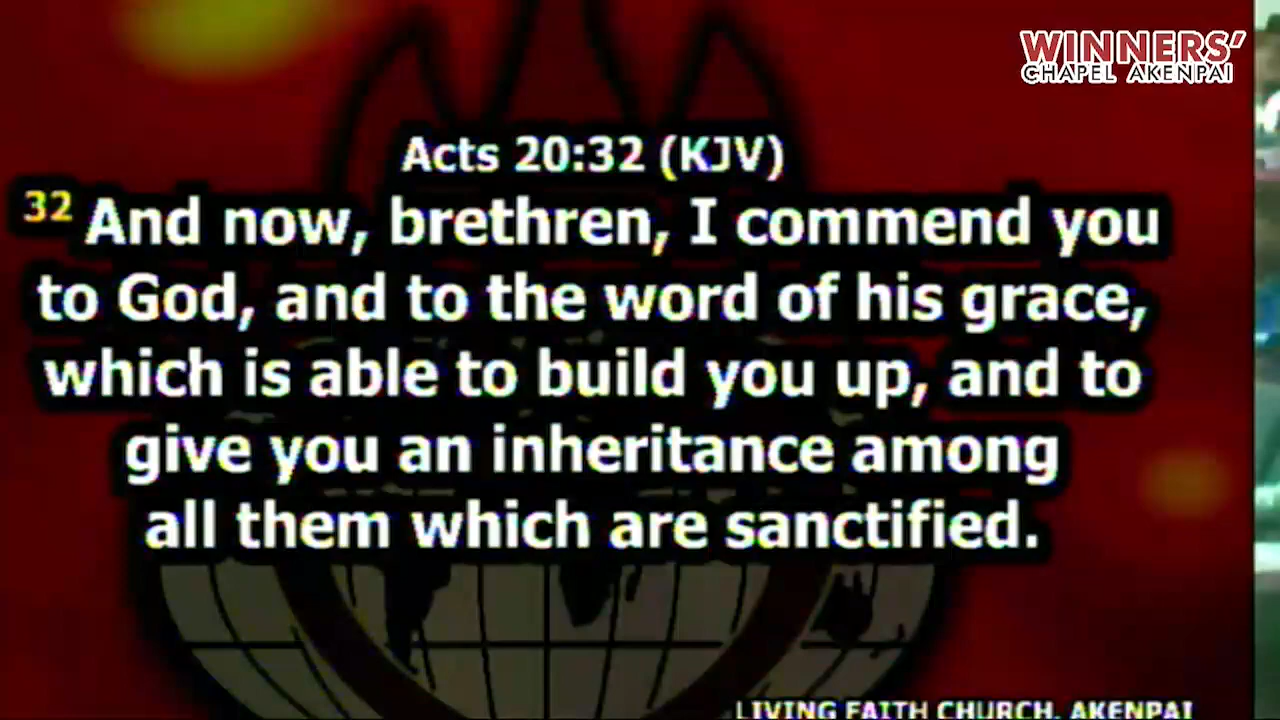 WINNERS'
CHAPEL AKENPAI
Acts 20:32 (KJV)
32 And now, brethren, I commend you
to God, and to the word of his grace,
which is able to build you up, and to
give you an inheritance among
all them which are sanctified.
LIVING FAITH CHURCH, AKENPAI